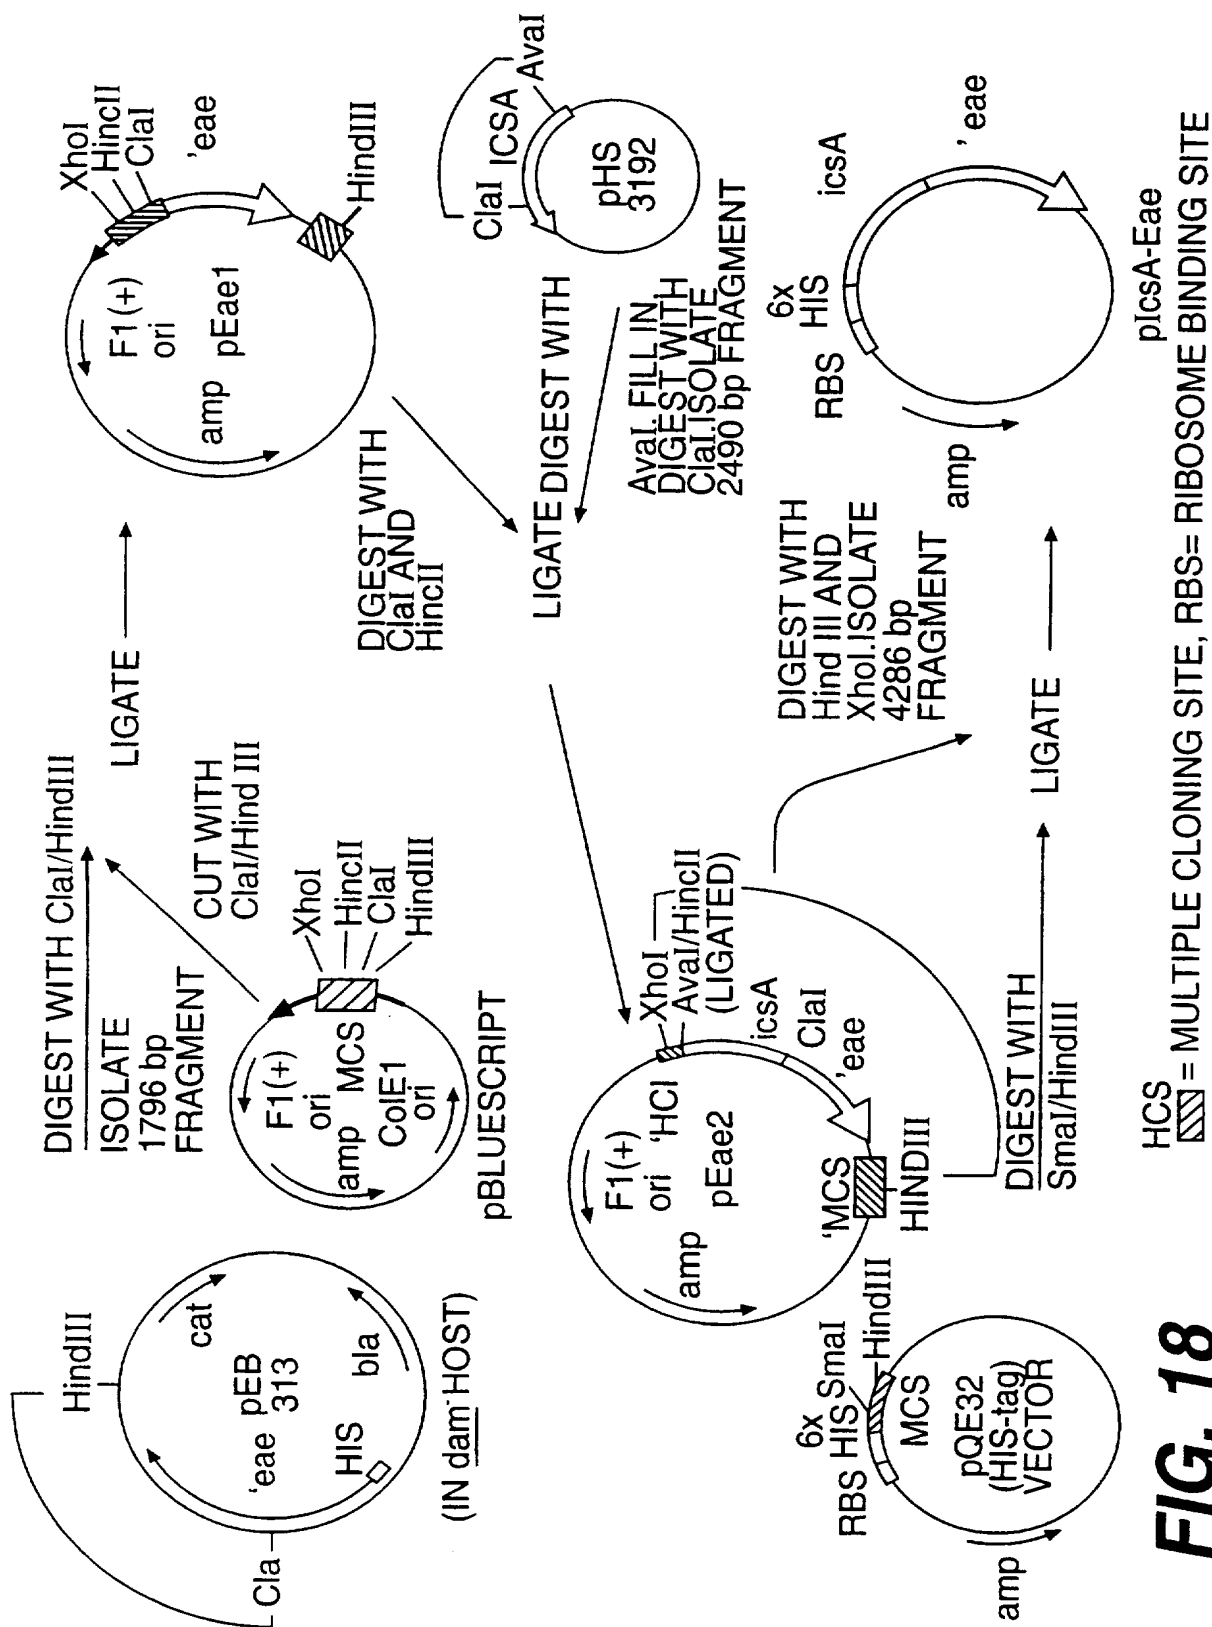 HindIII
Cla
cat
'eae
pEB
313
bla
HIS
(IN dam⁻ HOST)
DIGEST WITH ClaI/HindIII
ISOLATE
1796 bp
FRAGMENT
CUT WITH
ClaI/Hind III
F1(+)
ori
amp
MCS
ColE1
ori
XhoI
HincII
ClaI
HindIII
pBLUESCRIPT
LIGATE
F1(+)
ori
pEae1
amp
XhoI
HincII
ClaI
'eae
HindIII
DIGEST WITH
ClaI AND
HincII
ClaI
ICSA
AvaI
pHS
3192
LIGATE
DIGEST WITH
AvaI. FILL IN
DIGEST WITH
ClaI.ISOLATE
2490 bp FRAGMENT
F1(+)
ori
'HCI
pEae2
amp
XhoI
AvaI/HincII
(LIGATED)
icsA
ClaI
'eae
'MCS
HINDIII
DIGEST WITH
Hind III AND
XhoI.ISOLATE
4286 bp
FRAGMENT
6x
RBS HIS SmaI
HindIII
MCS
pQE32
(HIS-tag)
VECTOR
amp
DIGEST WITH
SmaI/HindIII
LIGATE
RBS
6x
HIS
icsA
' eae
amp
pIcsA-Eae
HCS
= MULTIPLE CLONING SITE, RBS= RIBOSOME BINDING SITE
FIG. 18